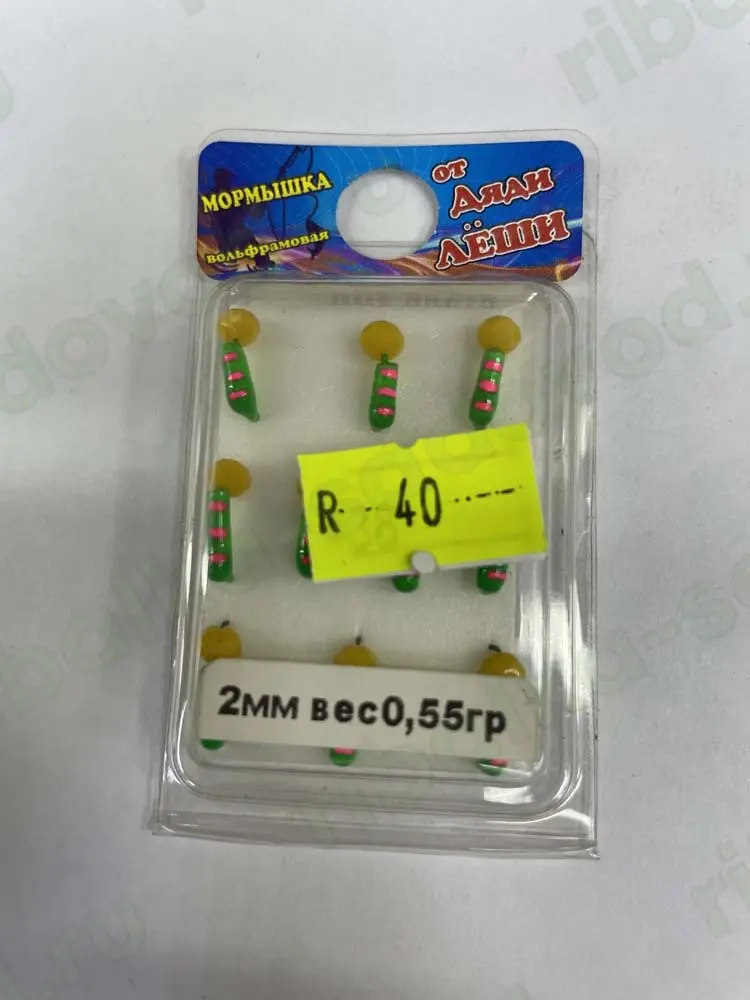 МОРМЫШКА
вольфрамовая
от
ДЯДИ
ЛЁШИ
R 40
2мм вес0,55гр